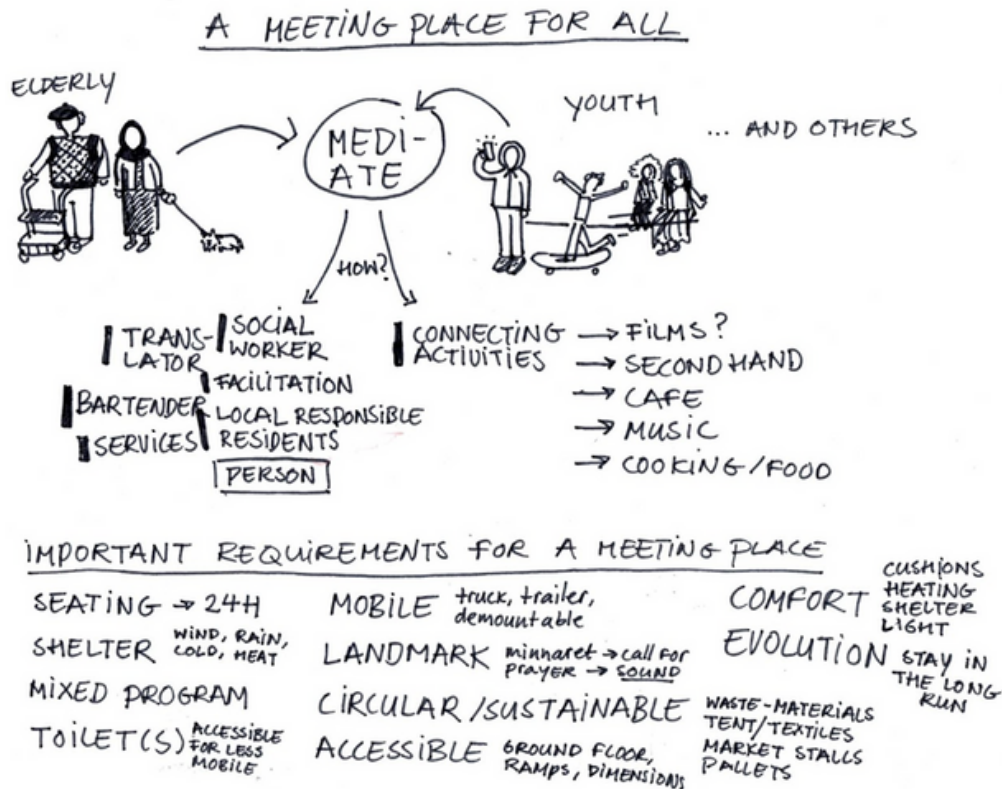 A MEETING PLACE FOR ALL
ELDERLY
MEDI-
ATE
YOUTH
... AND OTHERS
HOW?
TRANS-
LATOR
SOCIAL
WORKER
FACILITATION
BARTENDER
LOCAL RESPONSIBLE
RESIDENTS
SERVICES
PERSON
CONNECTING
ACTIVITIES
→ FILMS?
→ SECOND HAND
→ CAFE
→ MUSIC
→ COOKING/FOOD
IMPORTANT REQUIREMENTS FOR A MEETING PLACE
SEATING → 24H
SHELTER WIND, RAIN,
COLD, HEAT
MIXED PROGRAM
TOILET(S) ACCESSIBLE
FOR LESS
MOBILE
MOBILE truck, trailer,
demountable
LANDMARK minnaret → call for
prayer → SOUND
CIRCULAR/SUSTAINABLE WASTE-MATERIALS
TENT/TEXTILES
MARKET STALLS
PALLETS
ACCESSIBLE GROUND FLOOR,
RAMPS, DIMENSIONS
COMFORT CUSHIONS
HEATING
SHELTER
LIGHT
EVOLUTION STAY IN
THE LONG
RUN